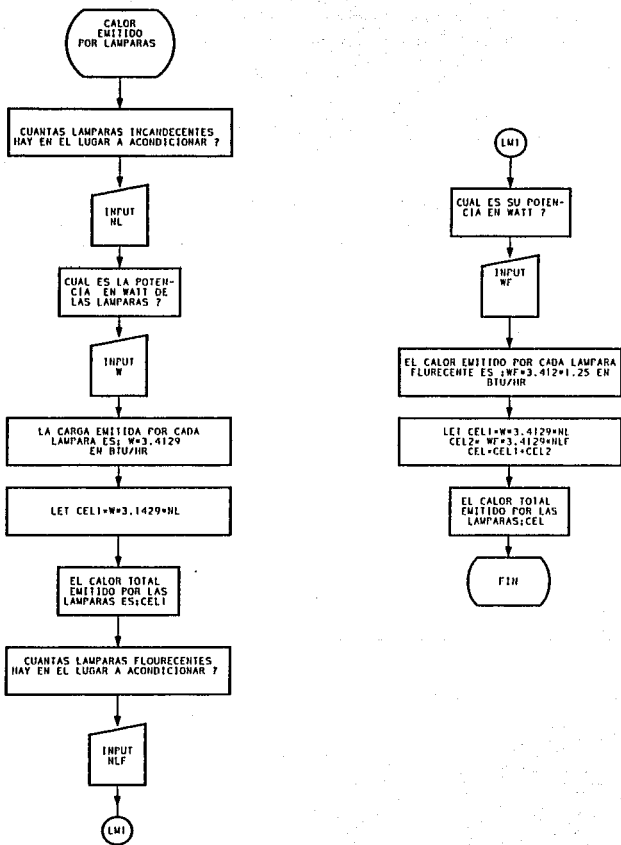 CALOR
EMITIDO
POR LAMPARAS
CUANTAS LAMPARAS INCANDECENTES
HAY EN EL LUGAR A ACONDICIONAR ?
INPUT
NL
CUAL ES LA POTEN-
CIA EN WATT DE
LAS LAMPARAS ?
INPUT
W
LA CARGA EMITIDA POR CADA
LAMPARA ES; W*3.4129
EN BTU/HR
LET CEL1=W*3.1429*NL
EL CALOR TOTAL
EMITIDO POR LAS
LAMPARAS ES;CEL1
CUANTAS LAMPARAS FLOURECENTES
HAY EN EL LUGAR A ACONDICIONAR ?
INPUT
NLF
LM1
LM1
CUAL ES SU POTEN-
CIA EN WATT ?
INPUT
WF
EL CALOR EMITIDO POR CADA LAMPARA
FLURECENTE ES ;WF*3.412*1.25 EN
BTU/HR
LET CEL1=W*3.4129*NL
CEL2= WF*3.4129*NLF
CEL=CEL1+CEL2
EL CALOR TOTAL
EMITIDO POR LAS
LAMPARAS;CEL
FIN